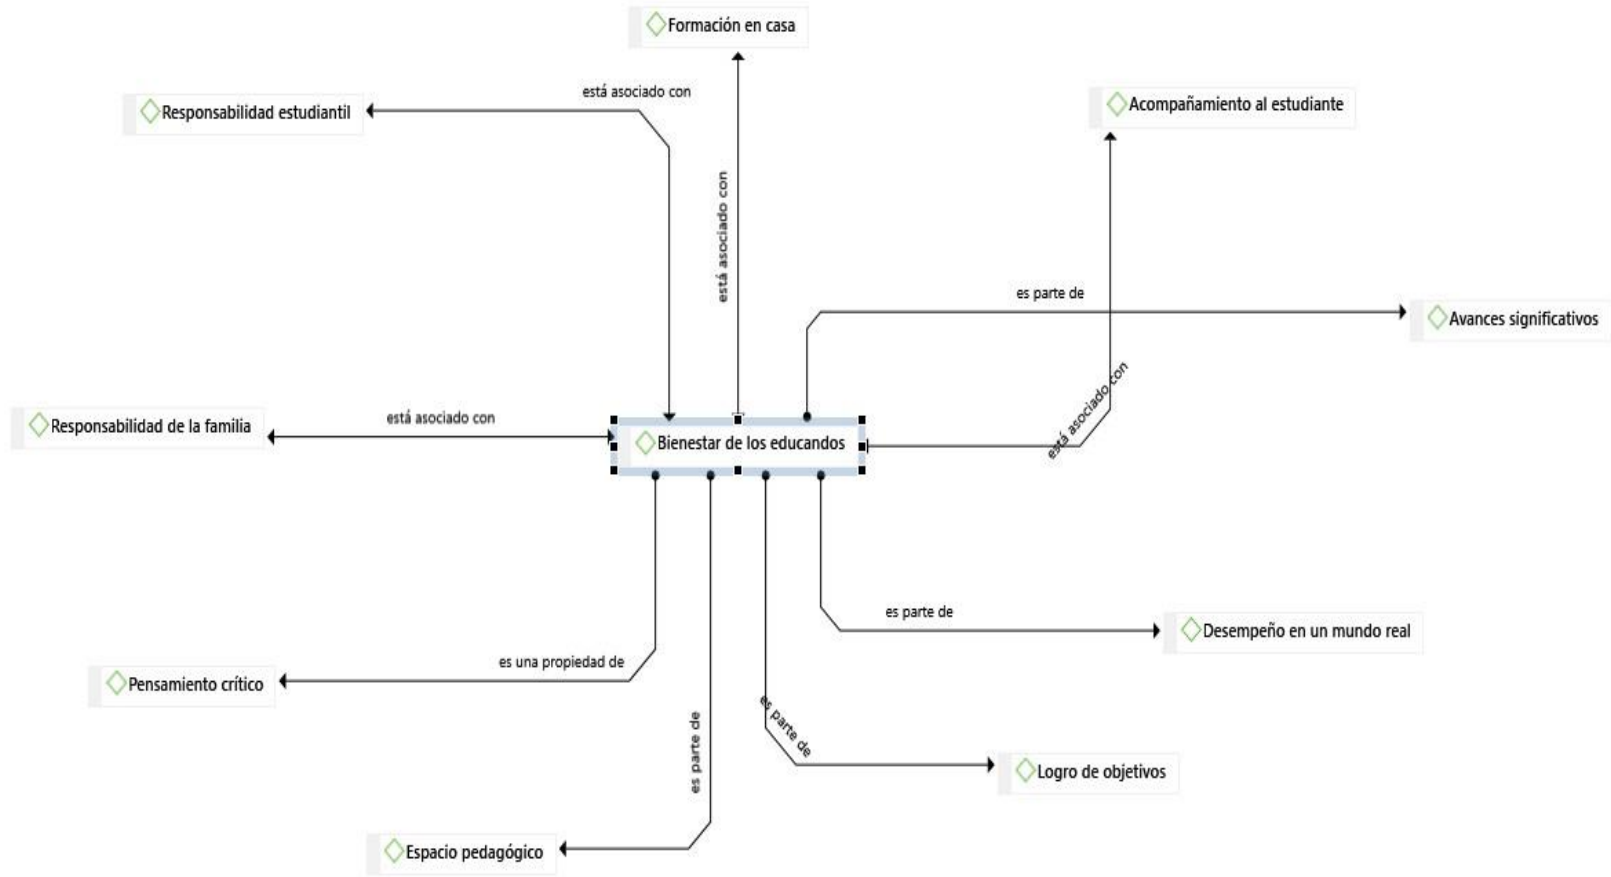 Formación en casa
está asociado con
Responsabilidad estudiantil
Acompañamiento al estudiante
está asociado con
es parte de
Avances significativos
está asociado con
Responsabilidad de la familia
está asociado con
Bienestar de los educandos
es parte de
Desempeño en un mundo real
es una propiedad de
Pensamiento crítico
es parte de
es parte de
Logro de objetivos
Espacio pedagógico